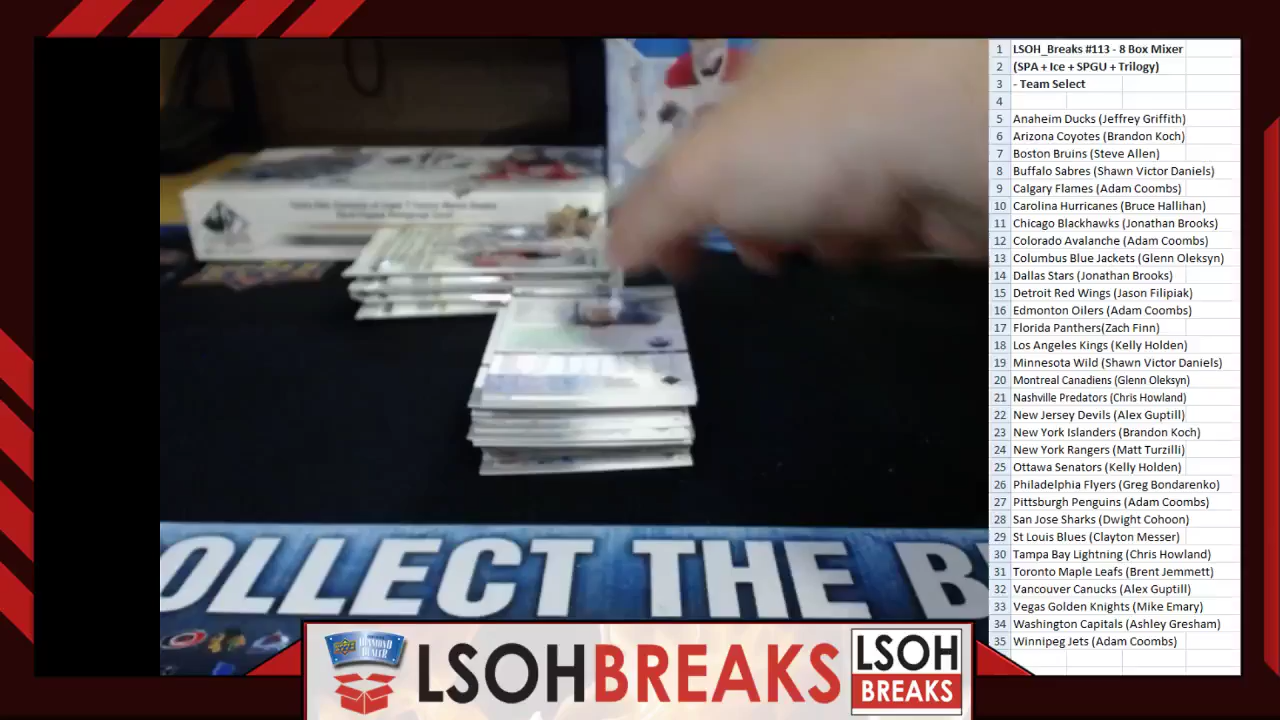 1 LSOH_Breaks #113 - 8 Box Mixer
2 (SPA + Ice + SPGU + Trilogy)
3 - Team Select
4
5 Anaheim Ducks (Jeffrey Griffith)
6 Arizona Coyotes (Brandon Koch)
7 Boston Bruins (Steve Allen)
8 Buffalo Sabres (Shawn Victor Daniels)
9 Calgary Flames (Adam Coombs)
10 Carolina Hurricanes (Bruce Hallihan)
11 Chicago Blackhawks (Jonathan Brooks)
12 Colorado Avalanche (Adam Coombs)
13 Columbus Blue Jackets (Glenn Oleksyn)
14 Dallas Stars (Jonathan Brooks)
15 Detroit Red Wings (Jason Filipiak)
16 Edmonton Oilers (Adam Coombs)
17 Florida Panthers(Zach Finn)
18 Los Angeles Kings (Kelly Holden)
19 Minnesota Wild (Shawn Victor Daniels)
20 Montreal Canadiens (Glenn Oleksyn)
21 Nashville Predators (Chris Howland)
22 New Jersey Devils (Alex Guptill)
23 New York Islanders (Brandon Koch)
24 New York Rangers (Matt Turzilli)
25 Ottawa Senators (Kelly Holden)
26 Philadelphia Flyers (Greg Bondarenko)
27 Pittsburgh Penguins (Adam Coombs)
28 San Jose Sharks (Dwight Cohoon)
29 St Louis Blues (Clayton Messer)
30 Tampa Bay Lightning (Chris Howland)
31 Toronto Maple Leafs (Brent Jemmett)
32 Vancouver Canucks (Alex Guptill)
33 Vegas Golden Knights (Mike Emary)
34 Washington Capitals (Ashley Gresham)
35 Winnipeg Jets (Adam Coombs)
OLLECT THE B
DIAMOND
DEALER
LSOHBREAKS
LSOH
BREAKS